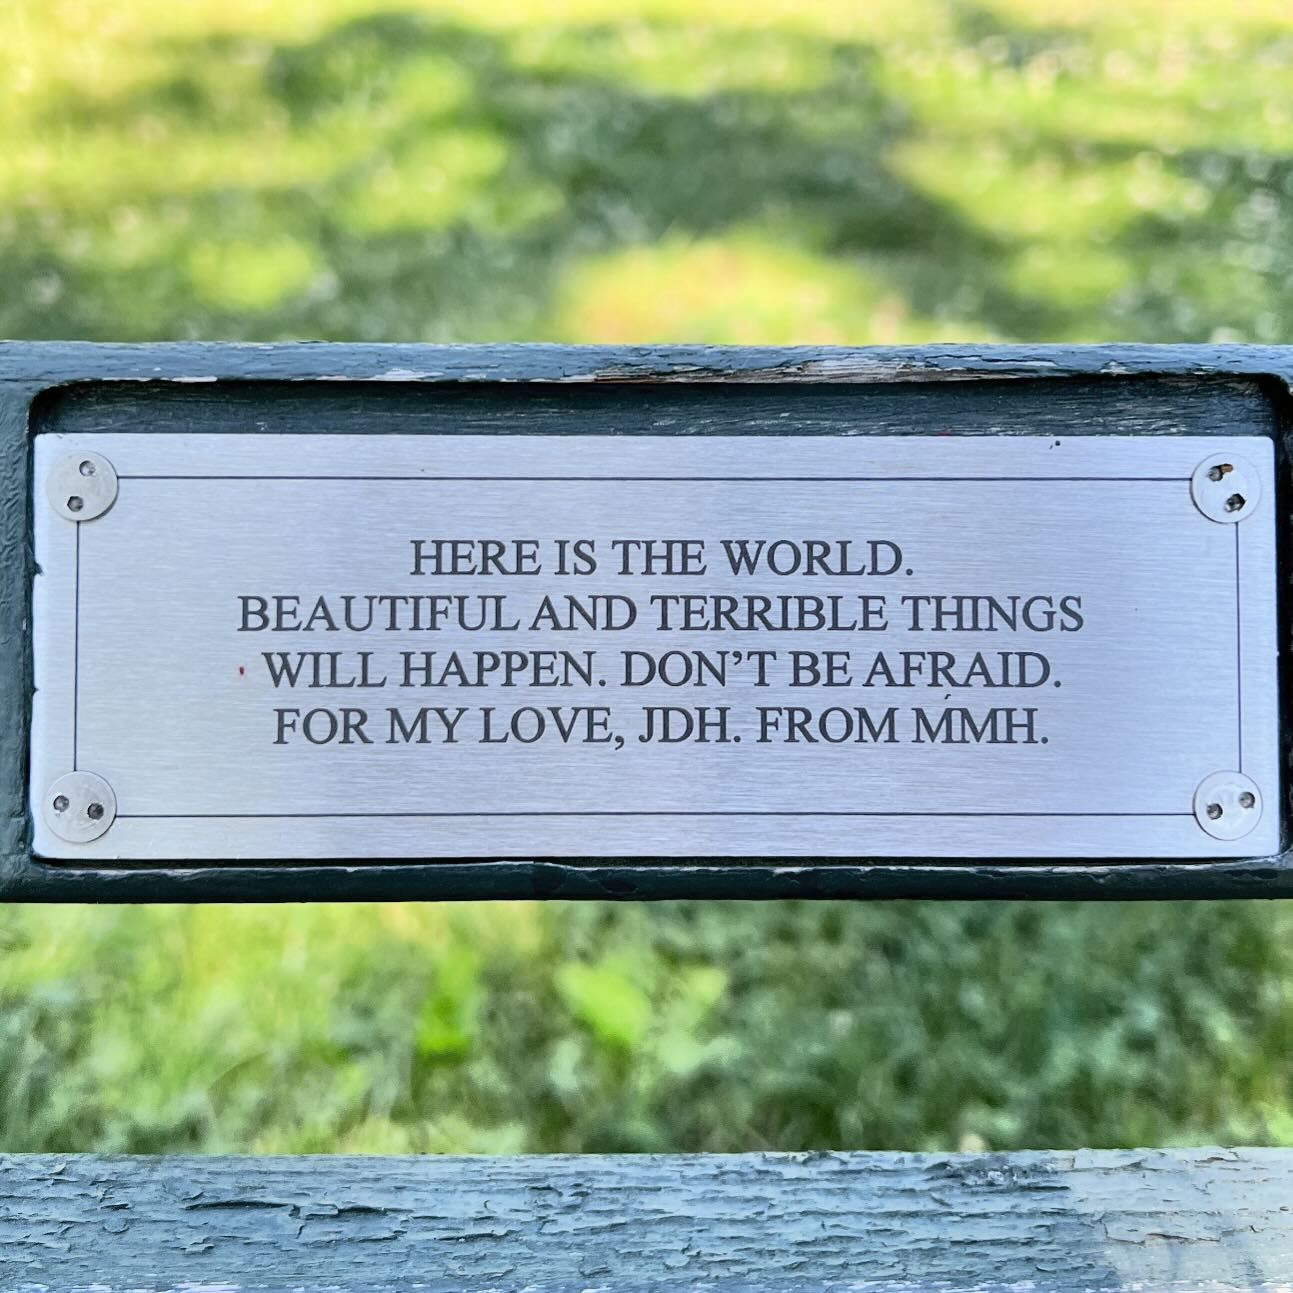 HERE IS THE WORLD.
BEAUTIFUL AND TERRIBLE THINGS
WILL HAPPEN. DON’T BE AFRAID.
FOR MY LOVE, JDH. FROM MMH.